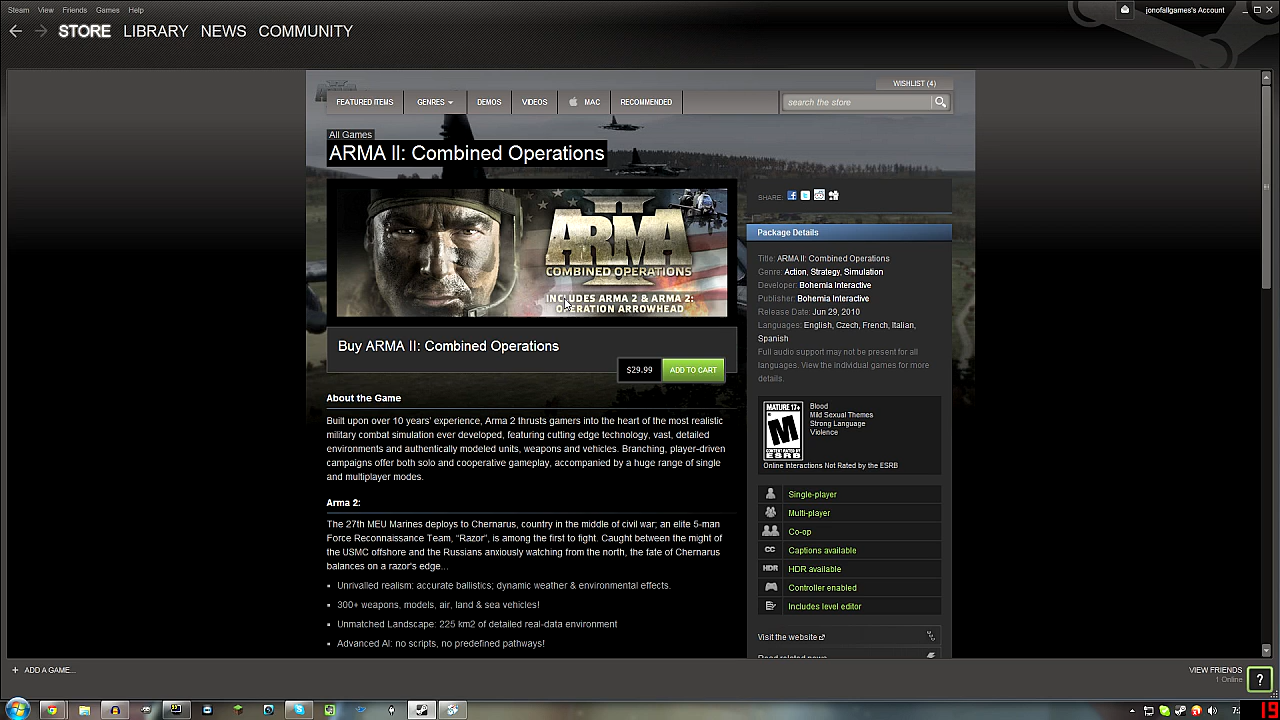 Steam View Friends Games Help
jonofallgames's Account
STORE LIBRARY NEWS COMMUNITY
WISHLIST (4)
FEATURED ITEMS GENRES DEMOS VIDEOS MAC RECOMMENDED
search the store
All Games
ARMA II: Combined Operations
II
ARMA
COMBINED OPERATIONS
INCLUDES ARMA 2 & ARMA 2:
OPERATION ARROWHEAD
Buy ARMA II: Combined Operations
$29.99 ADD TO CART
About the Game
Built upon over 10 years' experience, Arma 2 thrusts gamers into the heart of the most realistic
military combat simulation ever developed, featuring cutting edge technology, vast, detailed
environments and authentically modeled units, weapons and vehicles. Branching, player-driven
campaigns offer both solo and cooperative gameplay, accompanied by a huge range of single
and multiplayer modes.
Arma 2:
The 27th MEU Marines deploys to Chernarus, country in the middle of civil war; an elite 5-man
Force Reconnaissance Team, "Razor", is among the first to fight. Caught between the might of
the USMC offshore and the Russians anxiously watching from the north, the fate of Chernarus
balances on a razor's edge...
Unrivalled realism: accurate ballistics; dynamic weather & environmental effects.
300+ weapons, models, air, land & sea vehicles!
Unmatched Landscape: 225 km2 of detailed real-data environment
Advanced AI: no scripts, no predefined pathways!
SHARE:
Package Details
Title: ARMA II: Combined Operations
Genre: Action, Strategy, Simulation
Developer: Bohemia Interactive
Publisher: Bohemia Interactive
Release Date: Jun 29, 2010
Languages: English, Czech, French, Italian,
Spanish
Full audio support may not be present for all
languages. View the individual games for more
details.
MATURE 17+
M
CONTENT RATED BY
ESRB
Blood
Mild Sexual Themes
Strong Language
Violence
Online Interactions Not Rated by the ESRB
Single-player
Multi-player
Co-op
CC Captions available
HDR HDR available
Controller enabled
Includes level editor
Visit the website
Read related news
+ ADD A GAME...
VIEW FRIENDS
1 Online
?
19